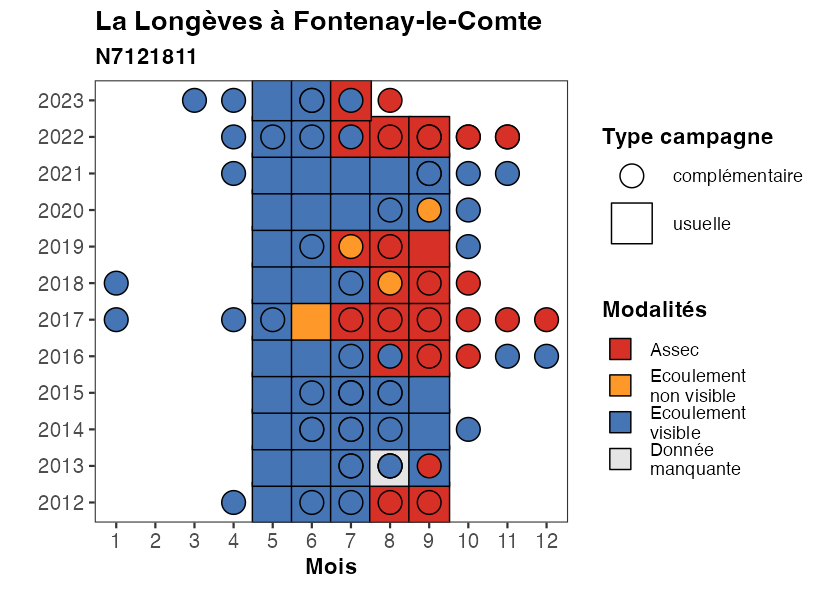 La Longèves à Fontenay-le-Comte
N7121811
2023
2022
2021
2020
2019
2018
2017
2016
2015
2014
2013
2012
1 2 3 4 5 6 7 8 9 10 11 12
Mois
Type campagne
complémentaire
usuelle
Modalités
Assec
Ecoulement
non visible
Ecoulement
visible
Donnée
manquante